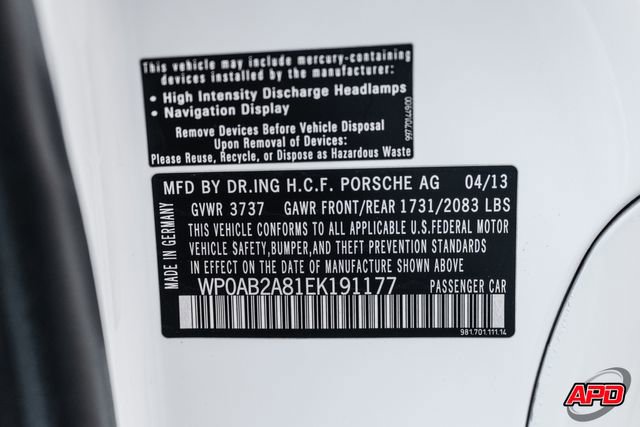 This vehicle may include mercury-containing
devices installed by the manufacturer:
• High Intensity Discharge Headlamps
• Navigation Display
Remove Devices Before Vehicle Disposal
Upon Removal of Devices:
Please Reuse, Recycle, or Dispose as Hazardous Waste
99770144900
MFD BY DR.ING H.C.F. PORSCHE AG 04/13
GVWR 3737 GAWR FRONT/REAR 1731/2083 LBS
THIS VEHICLE CONFORMS TO ALL APPLICABLE
U.S.FEDERAL MOTOR
VEHICLE SAFETY,BUMPER,AND THEFT PREVENTION STANDARDS
IN EFFECT ON THE DATE OF MANUFACTURE SHOWN ABOVE.
MADE IN GERMANY
WP0AB2A81EK191177 PASSENGER CAR
981.701.111.14
APD